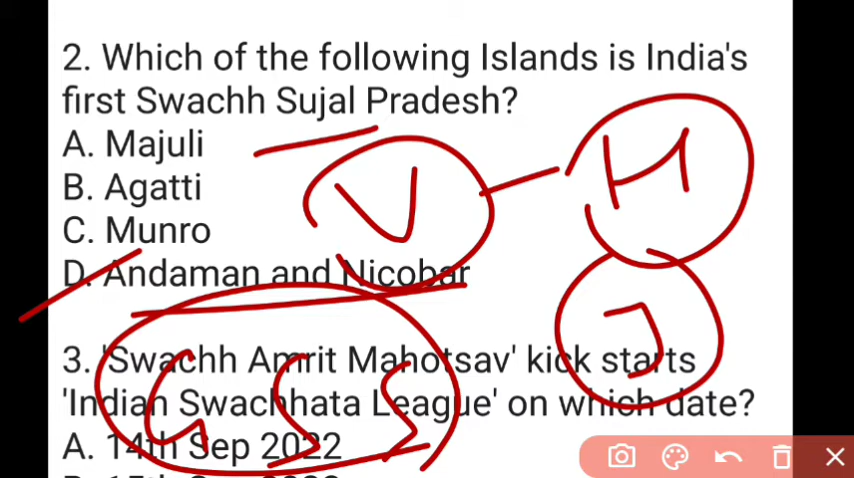 2. Which of the following Islands is India's
first Swachh Sujal Pradesh?
A. Majuli
B. Agatti
C. Munro
D. Andaman and Nicobar
V
H
J
3. 'Swachh Amrit Mahotsav' kick starts
'Indian Swachhata League' on which date?
GSS
A. 14th Sep 2022